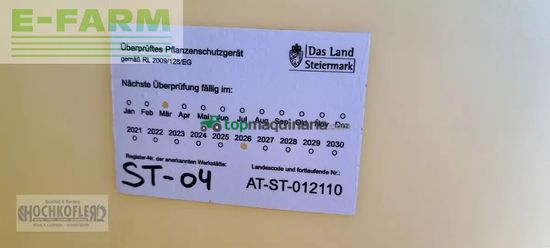 E-FARM
Überprüftes Pflanzenschutzgerät
gemäß RL 2009/128/EG
Das Land
Steiermark
Nächste Überprüfung fällig im:
Jan Feb Mär Apr Mai Jun Jul Aug Sep Okt Nov Dez
topmaquinaria.com
2021 2022 2023 2024 2025 2026 2027 2028 2029 2030
Register-Nr. der anerkannten Werkstätte:
Landescode und fortlaufende Nr.:
ST-04
AT-ST-012110
HOCHKOFLER